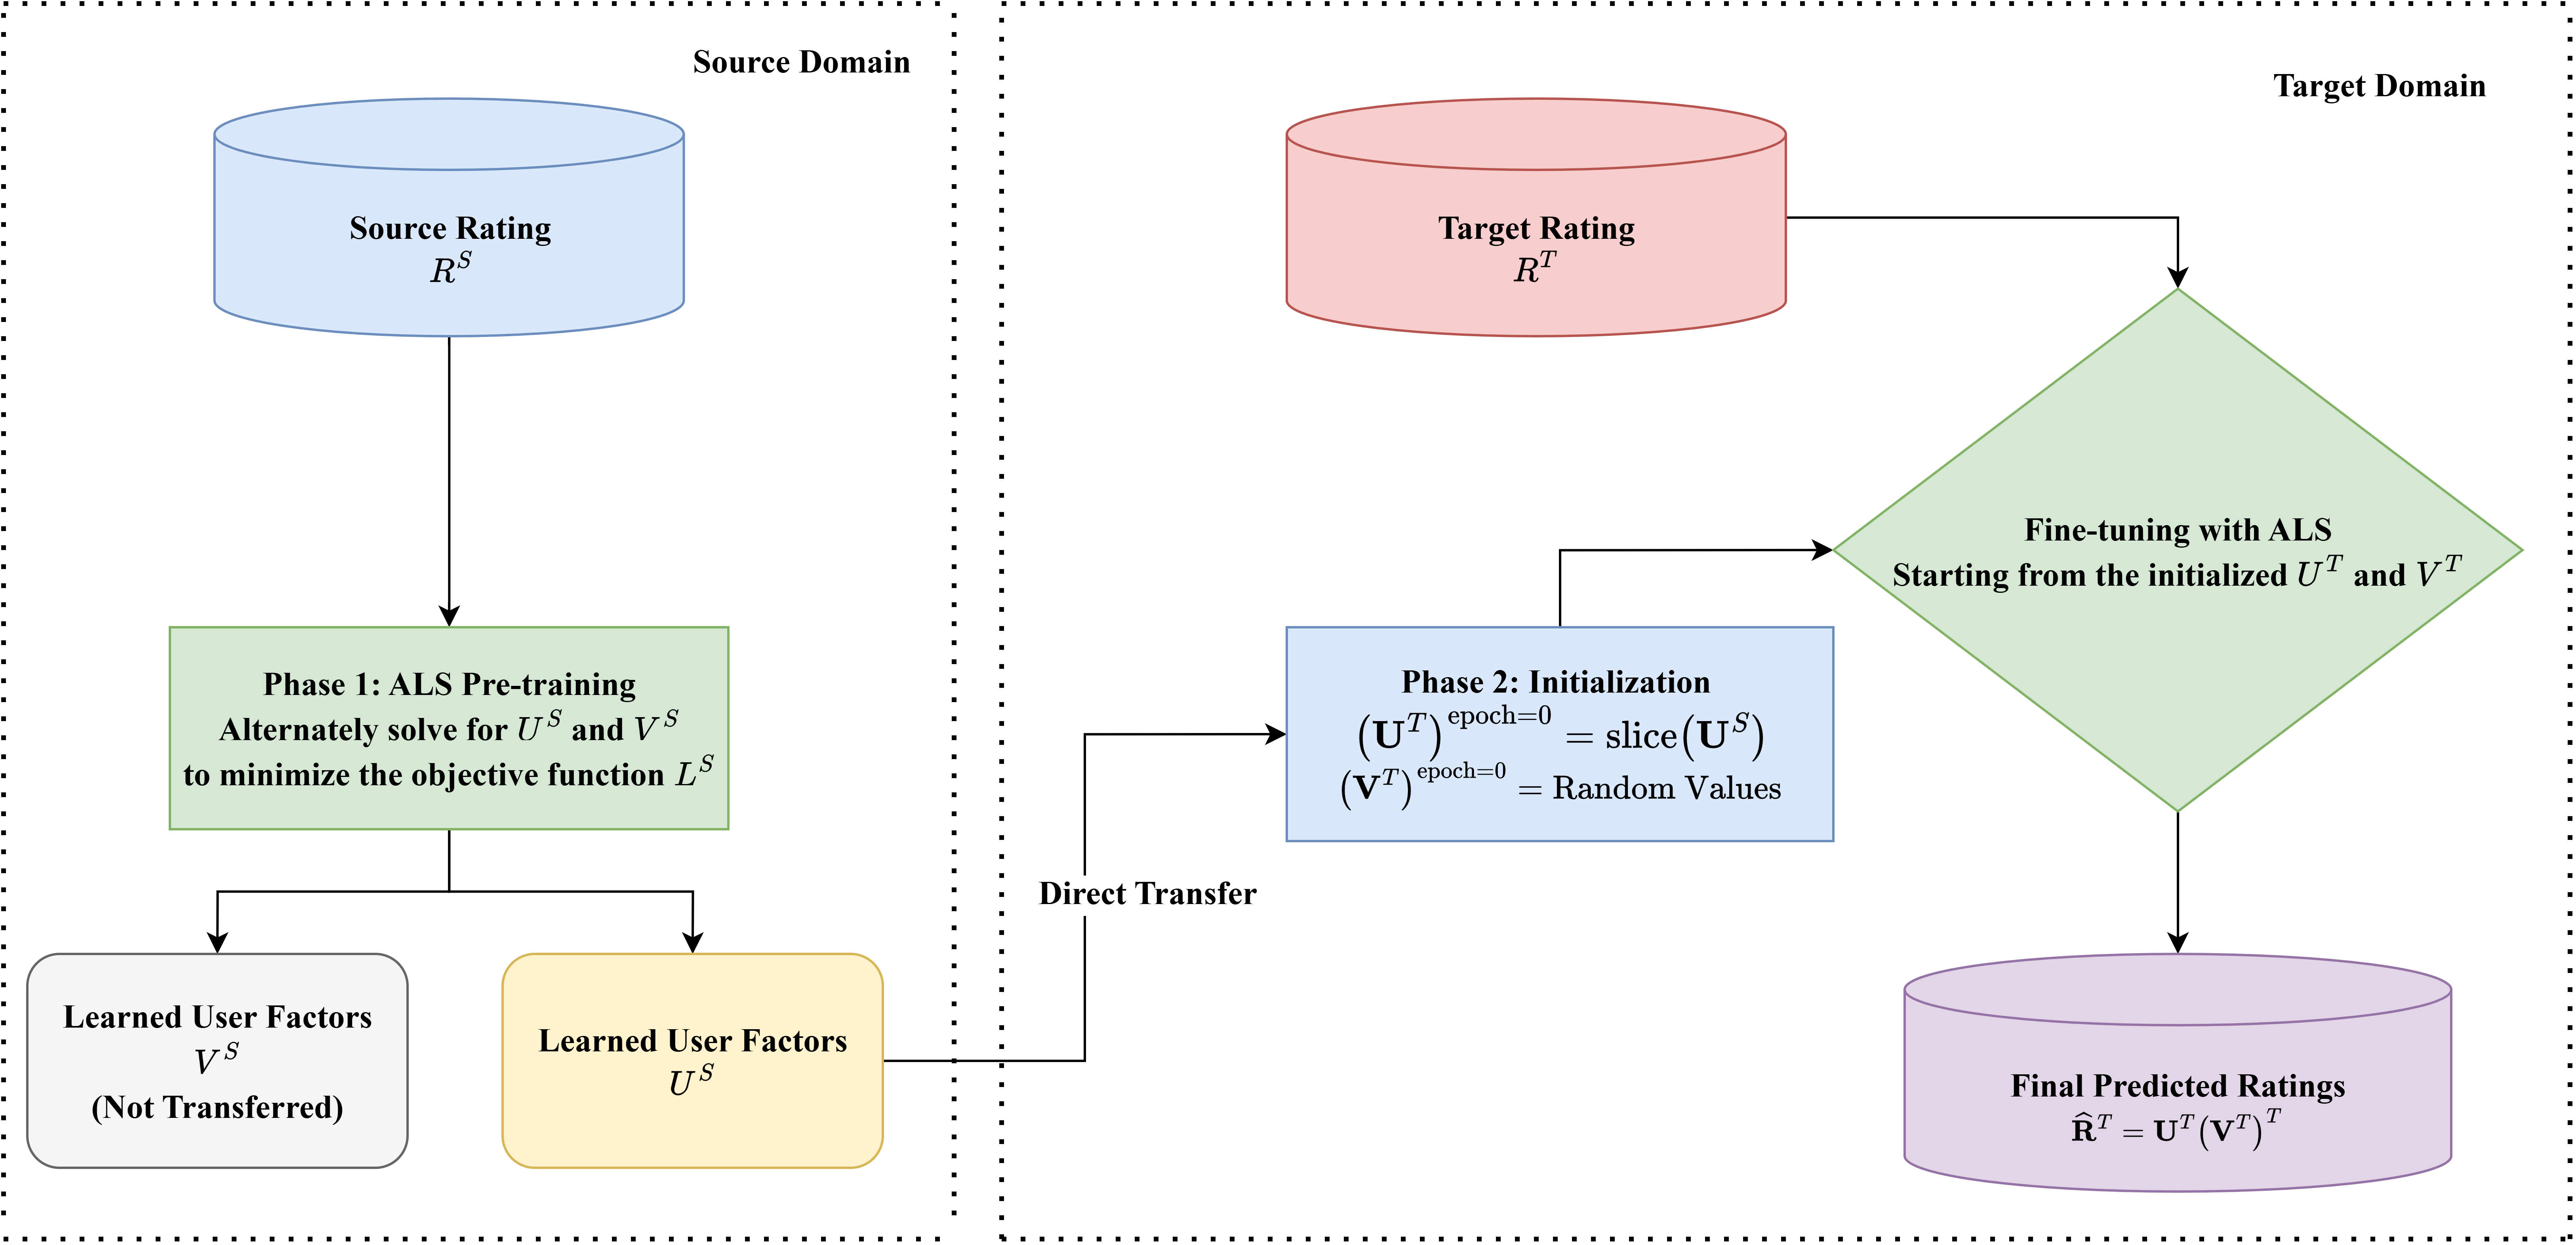 Source Domain
Source Rating
R^S
Phase 1: ALS Pre-training
Alternately solve for U^S and V^S
to minimize the objective function L^S
Learned User Factors
V^S
(Not Transferred)
Learned User Factors
U^S
Direct Transfer
Target Domain
Target Rating
R^T
Phase 2: Initialization
(U^T)^epoch=0 = slice(U^S)
(V^T)^epoch=0 = Random Values
Fine-tuning with ALS
Starting from the initialized U^T and V^T
Final Predicted Ratings
R̂^T = U^T(V^T)^T